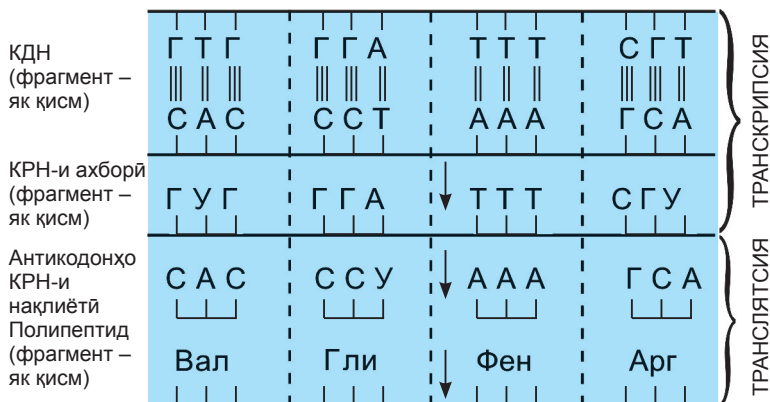 КДН
(фрагмент –
як қисм)
Г Т Г Г Г А Т Т Т С Г Т
С А С С С Т А А А Г С А
КРН-и ахборӣ
(фрагмент –
як қисм)
Г У Г Г Г А Т Т Т С Г У
Антикодонҳо
КРН-и
нақлиётӣ
С А С С С У А А А Г С А
Полипептид
(фрагмент –
як қисм)
Вал Гли Фен Арг
ТРАНСКРИПСИЯ
ТРАНСЛЯТСИЯ